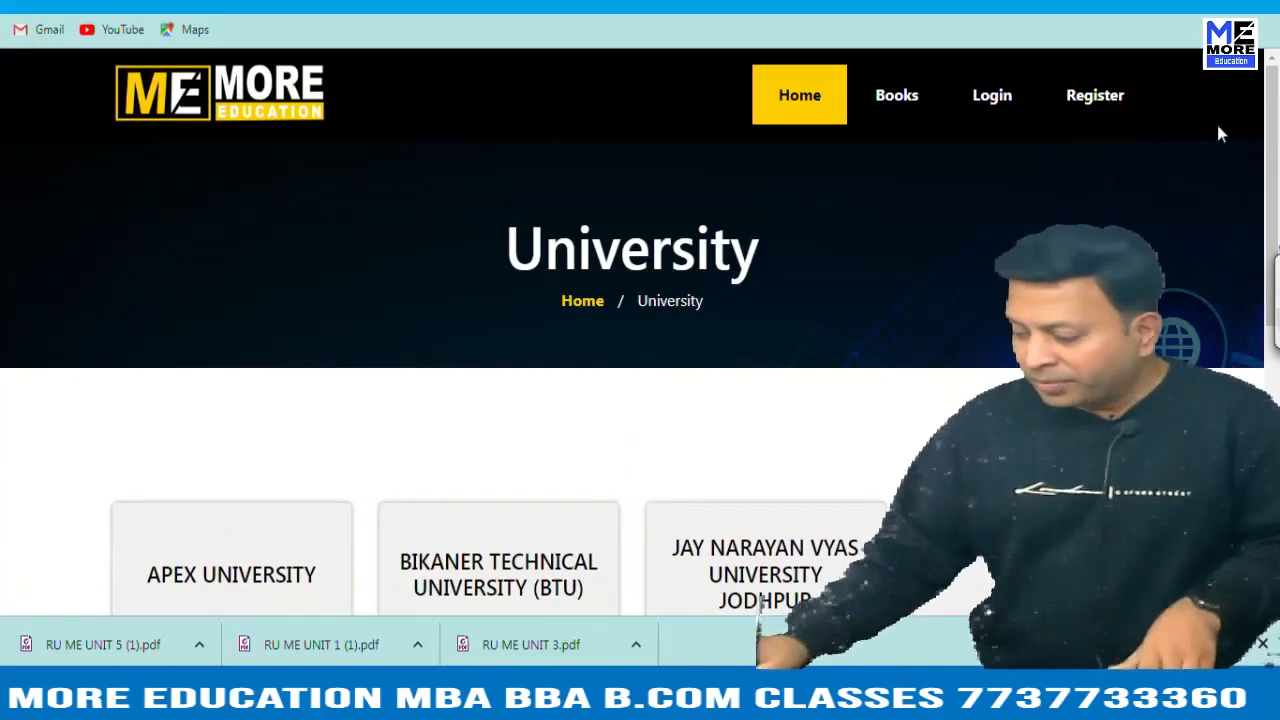 Gmail YouTube Maps
ME
MORE
Education
ME MORE
EDUCATION
Home Books Login Register
University
Home / University
APEX UNIVERSITY
BIKANER TECHNICAL
UNIVERSITY (BTU)
JAY NARAYAN VYAS
UNIVERSITY
JODHPUR
RU ME UNIT 5 (1).pdf RU ME UNIT 1 (1).pdf RU ME UNIT 3.pdf
MORE EDUCATION MBA BBA B.COM CLASSES 7737733360